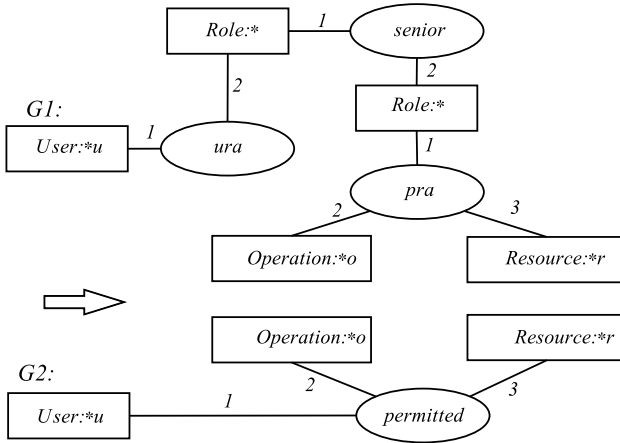 Role:* 1 senior
2 2
G1: Role:*
User:*u 1 ura 1
pra
2 3
Operation:*o Resource:*r
Operation:*o Resource:*r
G2: 2 3
User:*u 1 permitted